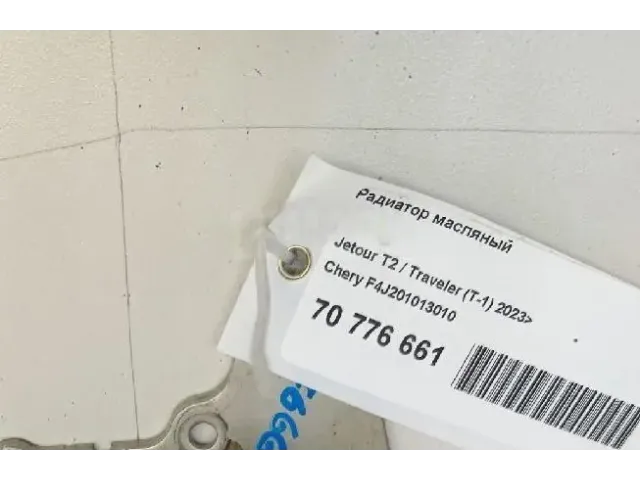 Радиатор масляный
Jetour T2 / Traveler (T-1) 2023>
Chery F4J201013010
70 776 661